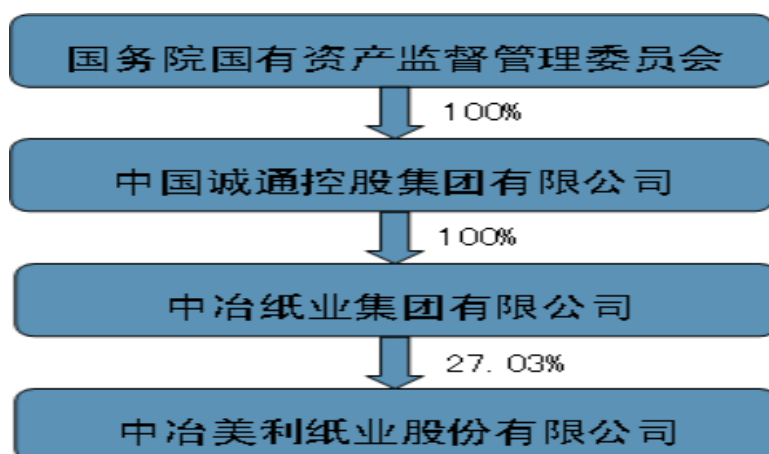 国务院国有资产监督管理委员会
100%
中国诚通控股集团有限公司
100%
中冶纸业集团有限公司
27.03%
中冶美利纸业股份有限公司